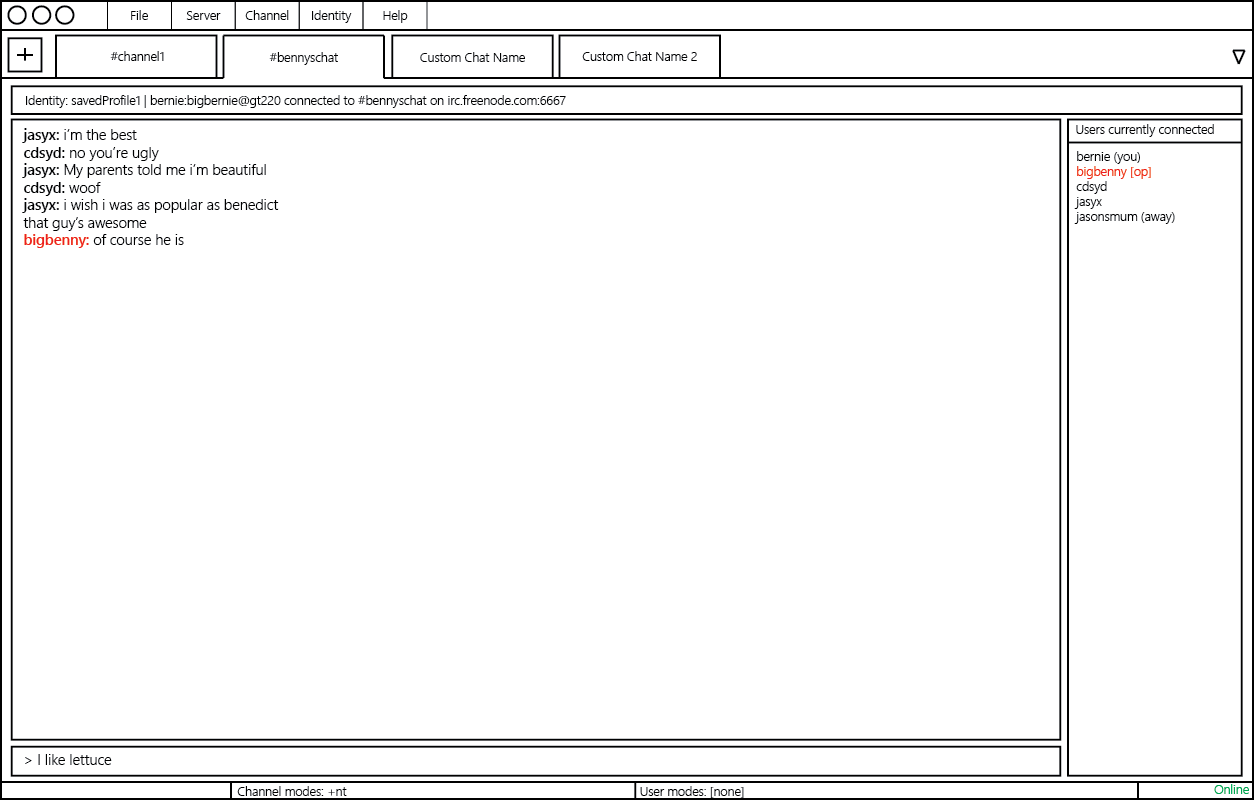 File Server Channel Identity Help
+ #channel1 #bennyschat Custom Chat Name Custom Chat Name 2
Identity: savedProfile1 | bernie:bigbernie@gt220 connected to #bennyschat on irc.freenode.com:6667
jasyx: i'm the best
cdsyd: no you're ugly
jasyx: My parents told me i'm beautiful
cdsyd: woof
jasyx: i wish i was as popular as benedict
that guy's awesome
bigbenny: of course he is
Users currently connected
bernie (you)
bigbenny [op]
cdsyd
jasyx
jasonsmum (away)
> I like lettuce
Channel modes: +nt User modes: [none] Online